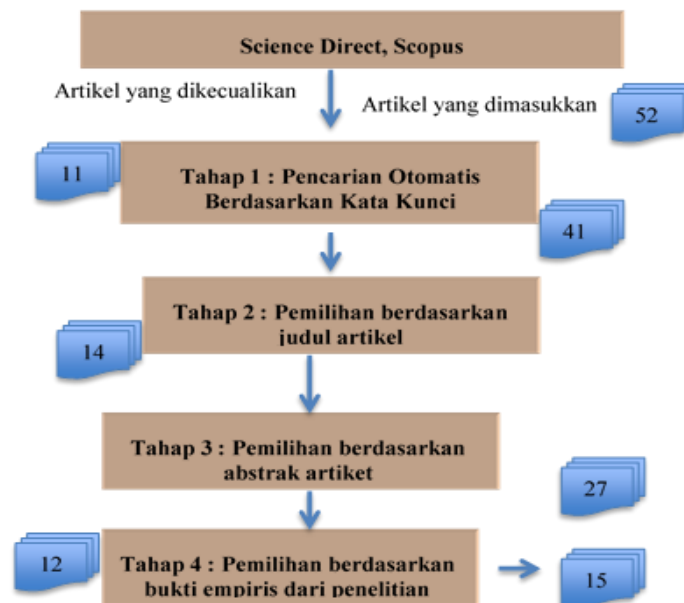 Science Direct, Scopus
Artikel yang dikecualikan
Artikel yang dimasukkan
52
11
Tahap 1 : Pencarian Otomatis
Berdasarkan Kata Kunci
41
Tahap 2 : Pemilihan berdasarkan
judul artikel
14
Tahap 3 : Pemilihan berdasarkan
abstrak artiket
27
12
Tahap 4 : Pemilihan berdasarkan
bukti empiris dari penelitian
15